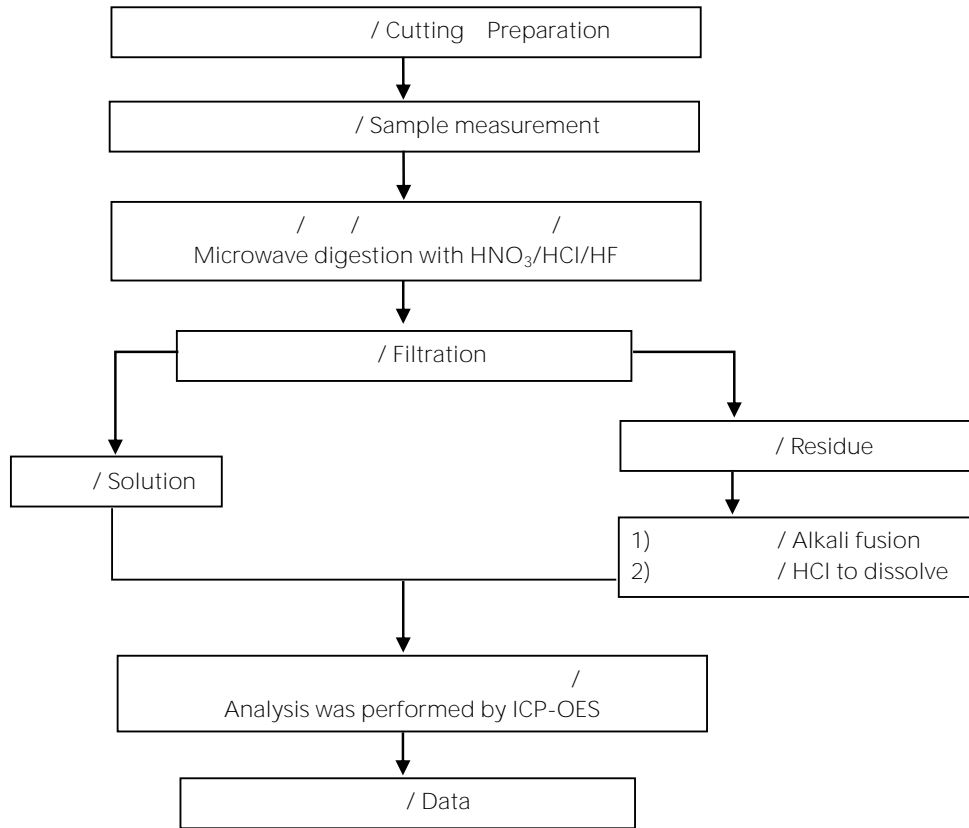 / Cutting Preparation
/ Sample measurement
/ / /
Microwave digestion with HNO₃/HCl/HF
/ Filtration
/ Residue
/ Solution
1) / Alkali fusion
2) / HCl to dissolve
/
Analysis was performed by ICP-OES
/ Data